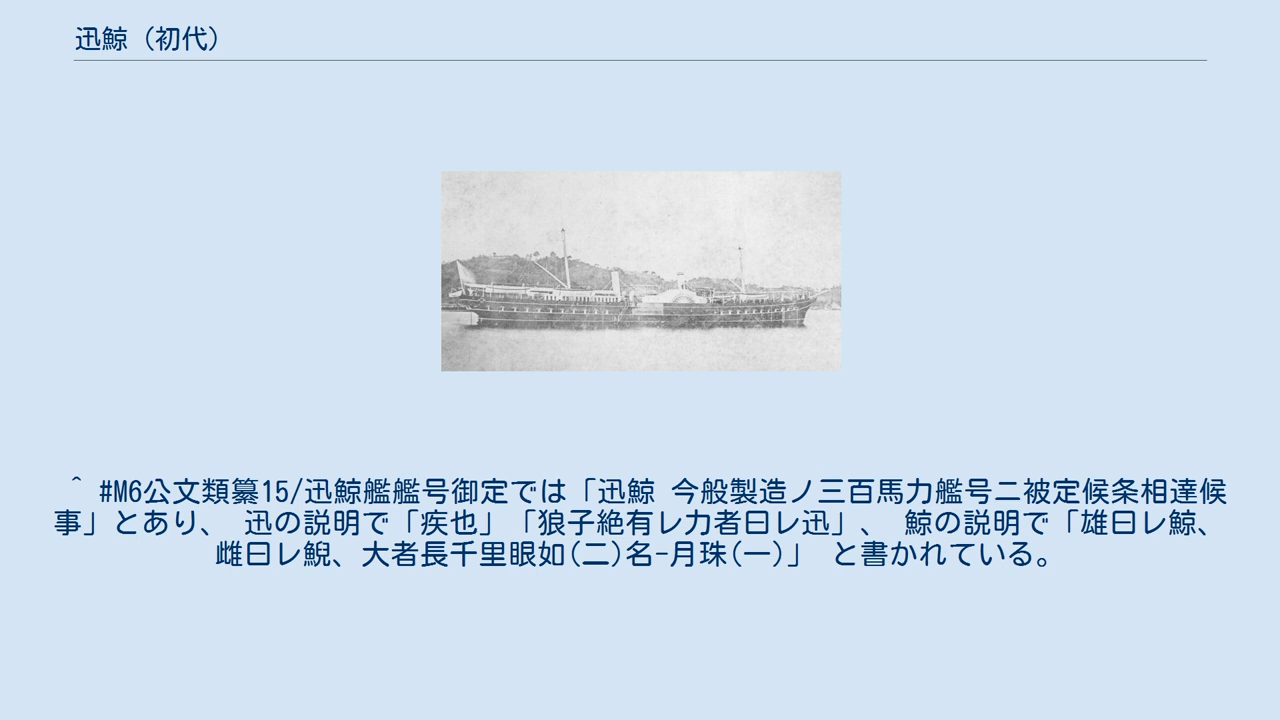 迅鯨（初代）
^ #M6公文類纂15/迅鯨艦艦号御定では「迅鯨 今般製造ノ三百馬力艦号ニ被定候条相達候
事」とあり、 迅の説明で「疾也」「狼子絶有レ力者曰レ迅」、 鯨の説明で「雄曰レ鯨、
雌曰レ鯢、大者長千里眼如(二)名-月珠(一)」 と書かれている。